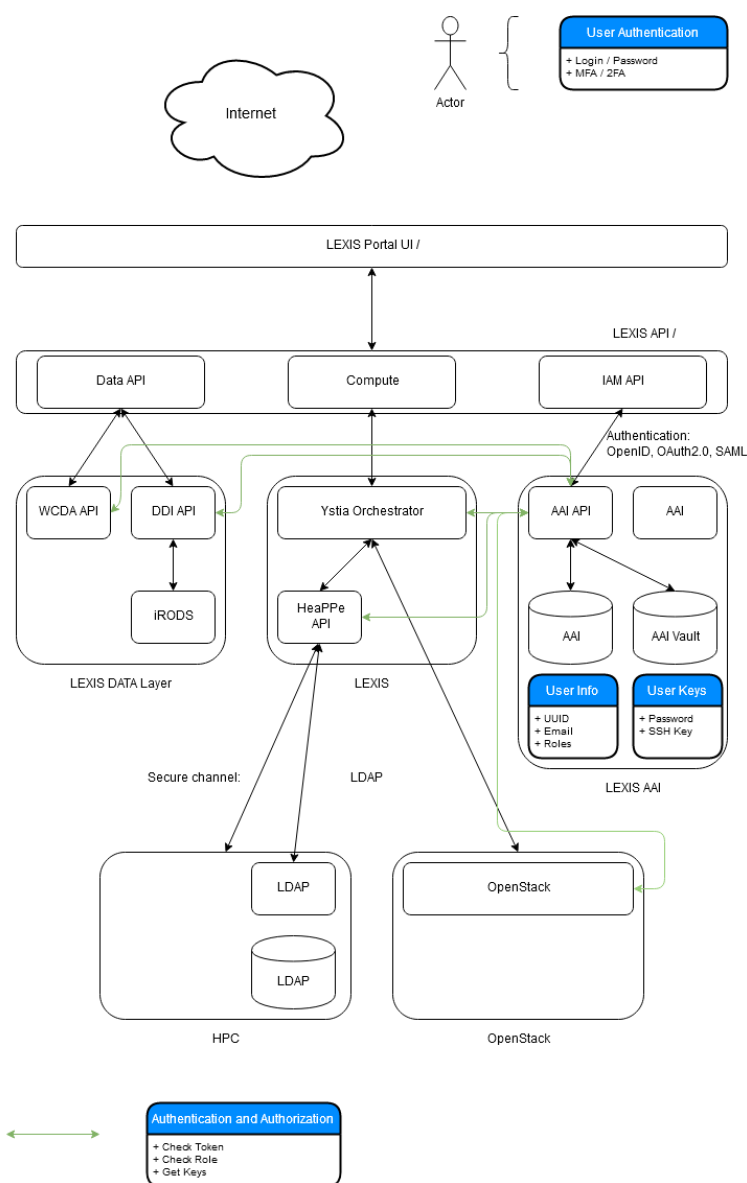 User Authentication
+ Login / Password
+ MFA / 2FA
Actor
Internet
LEXIS Portal UI /
LEXIS API /
Data API
Compute
IAM API
Authentication:
OpenID, OAuth2.0, SAML
WCDA API
DDI API
Ystia Orchestrator
AAI API
AAI
iRODS
HeaPPe
API
AAI
AAI Vault
LEXIS DATA Layer
LEXIS
User Info
+ UUID
+ Email
+ Roles
User Keys
+ Password
+ SSH Key
LEXIS AAI
Secure channel:
LDAP
LDAP
OpenStack
LDAP
HPC
OpenStack
Authentication and Authorization
+ Check Token
+ Check Role
+ Get Keys